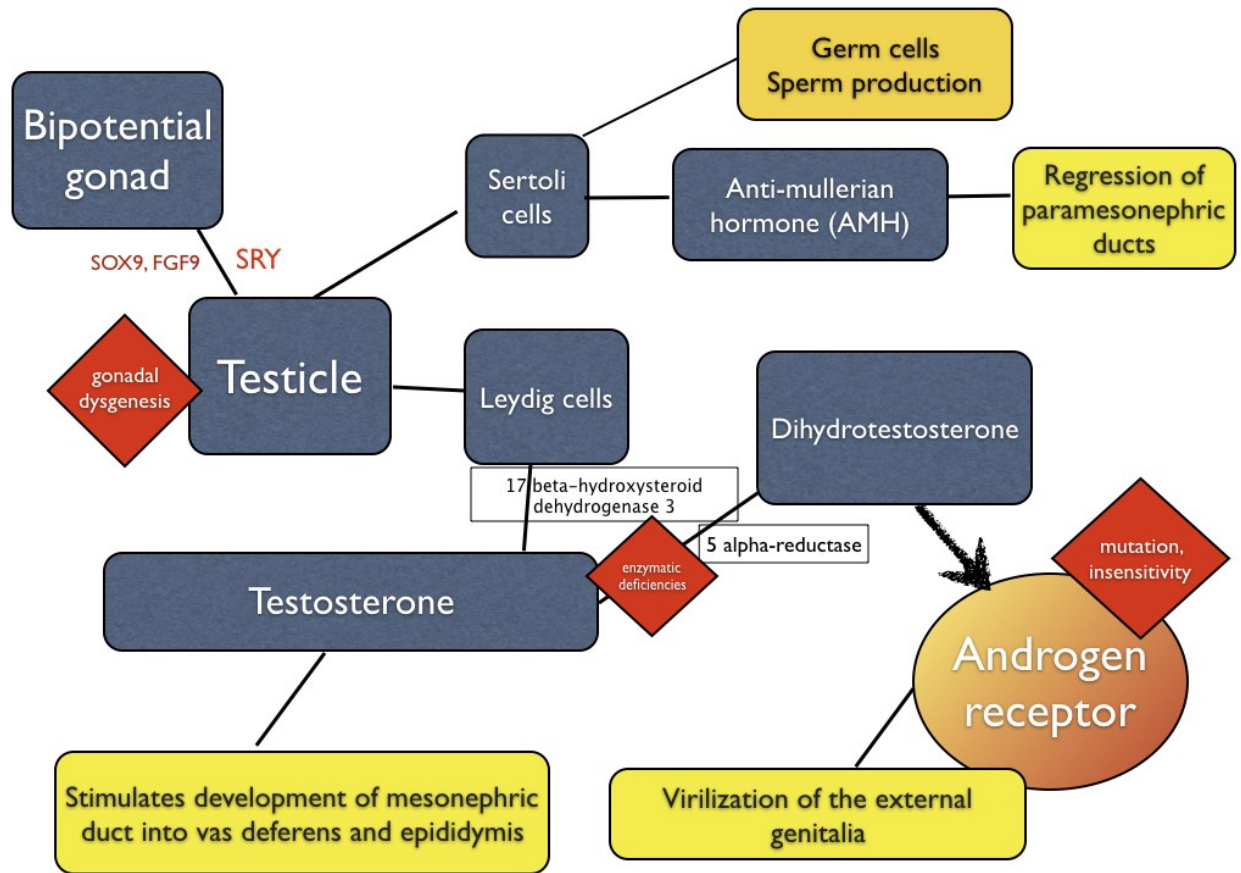 Germ cells
Sperm production
Bipotential
gonad
Sertoli
cells
Anti-mullerian
hormone (AMH)
Regression of
paramesonephric
ducts
SOX9, FGF9
SRY
gonadal
dysgenesis
Testicle
Leydig cells
Dihydrotestosterone
17 beta-hydroxysteroid
dehydrogenase 3
5 alpha-reductase
enzymatic
deficiencies
mutation,
insensitivity
Testosterone
Androgen
receptor
Stimulates development of mesonephric
duct into vas deferens and epididymis
Virilization of the external
genitalia